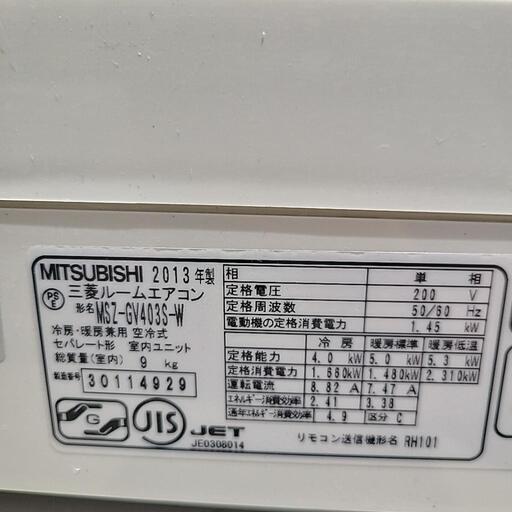 MITSUBISHI 2013年製
PS E 三菱ルームエアコン
形名 MSZ-GV403S-W
冷房・暖房兼用 空冷式
セパレート形 室内ユニット
総質量(室内) 9 kg
製造番号 30114929
G JIS JET
JE0308014
相 単相
定格電圧 200 V
定格周波数 50/60 Hz
電動機の定格消費電力 1.45 kW
冷房 暖房標準 暖房低温
定格能力 4.0 kW 5.0 kW 5.3 kW
定格消費電力 1.660kW 1.480kW 2.310kW
運転電流 8.82 A 7.47 A
エネルギー消費効率 2.41 3.38
通年エネルギー消費効率 4.9 区分 C
リモコン送信機形名 RH101